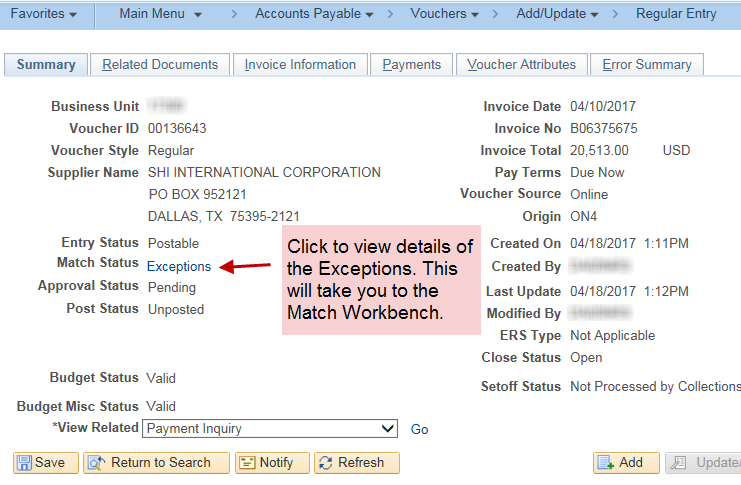 Favorites Main Menu > Accounts Payable > Vouchers > Add/Update > Regular Entry
Summary Related Documents Invoice Information Payments Voucher Attributes Error Summary
Business Unit Invoice Date 04/10/2017
Voucher ID 00136643 Invoice No B06375675
Voucher Style Regular Invoice Total 20,513.00 USD
Supplier Name SHI INTERNATIONAL CORPORATION Pay Terms Due Now
PO BOX 952121 Voucher Source Online
DALLAS, TX 75395-2121 Origin ON4
Entry Status Postable Created On 04/18/2017 1:11PM
Match Status Exceptions Created By
Approval Status Pending Last Update 04/18/2017 1:12PM
Post Status Unposted Modified By
Click to view details of
the Exceptions. This
will take you to the
Match Workbench.
ERS Type Not Applicable
Close Status Open
Budget Status Valid Setoff Status Not Processed by Collections
Budget Misc Status Valid
*View Related Payment Inquiry Go
Save Return to Search Notify Refresh Add Update/